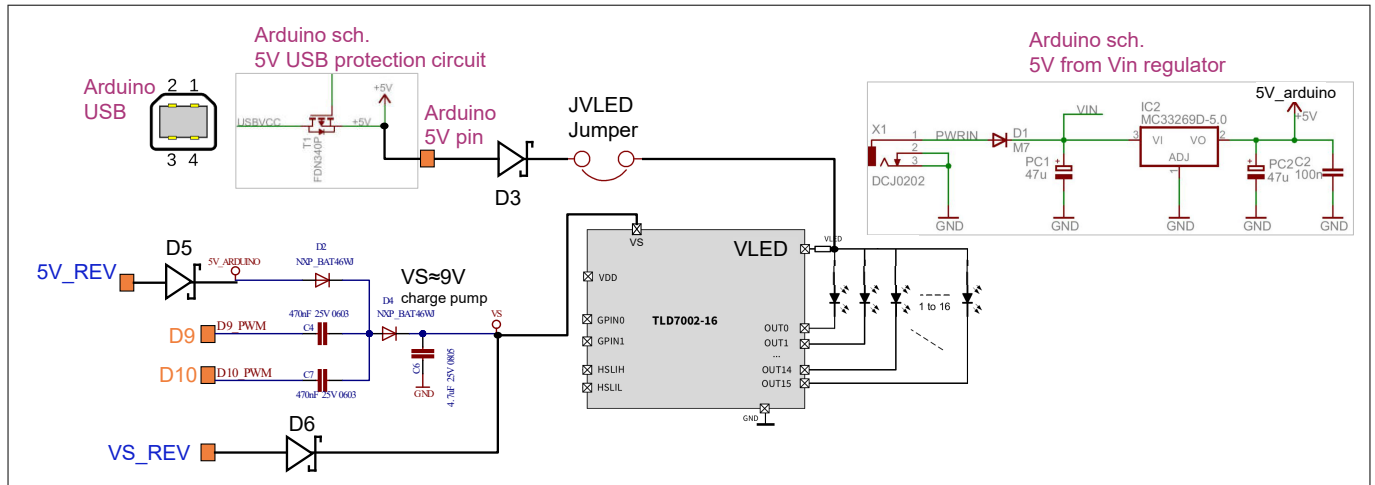 Arduino sch.
5V USB protection circuit
Arduino
USB
2 1
3 4
USBVCC
T1
FDN340P
+5V
+5V
Arduino
5V pin
D3
JVLED
Jumper
Arduino sch.
5V from Vin regulator
X1
DCJ0202
1
2
3
PWRIN
D1
M7
VIN
PC1
47u
IC2
MC33269D-5.0
3
VI
VO
2
ADJ
1
5V_arduino
+5V
PC2
47u
C2
100n
GND
GND
GND
GND
GND
5V_REV
D5
5V_ARDUINO
D2
NXP_BAT46WJ
VS≈9V
charge pump
D4
NXP_BAT46WJ
VS
D9
D9_PWM
470nF 25V 0603
C4
D10
D10_PWM
C7
470nF 25V 0603
C6
4.7uF 25V 0805
GND
VS_REV
D6
VS
VDD
GPIN0
GPIN1
HSLIH
HSLIL
TLD7002-16
VLED
VLED
OUT0
OUT1
...
OUT14
OUT15
GND
1 to 16